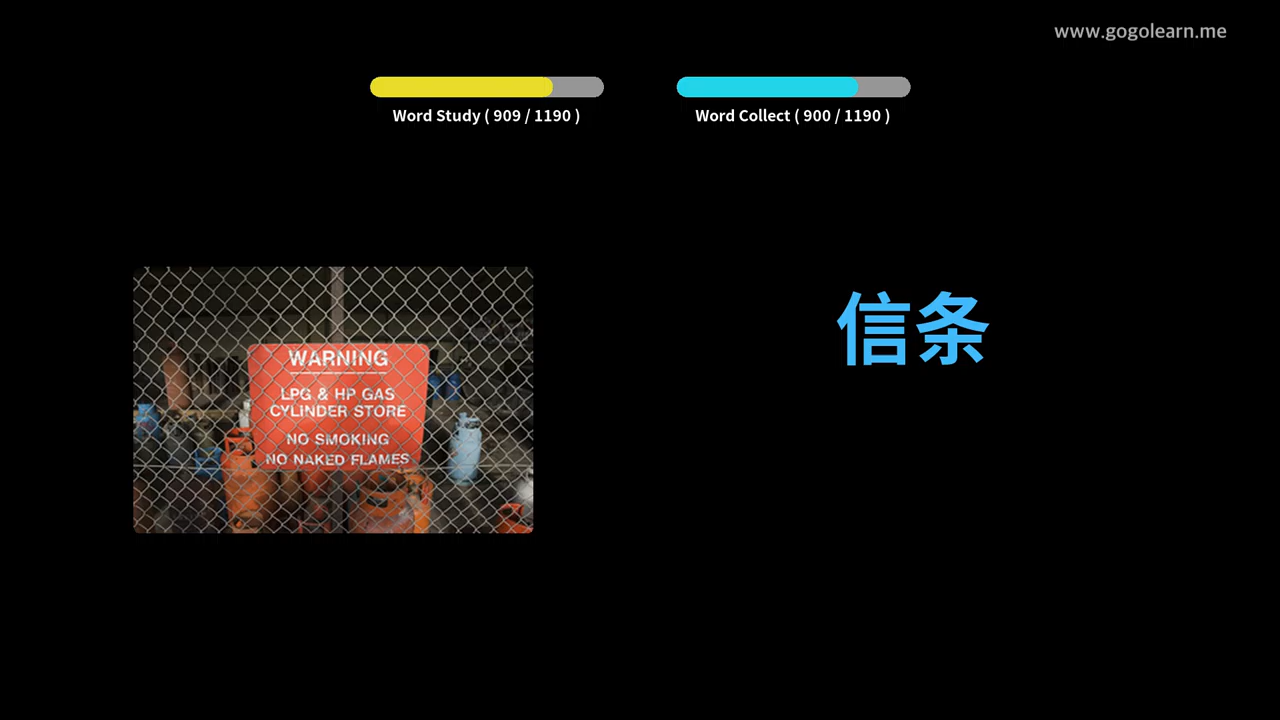 www.gogolearn.me
Word Study ( 909 / 1190 )
Word Collect ( 900 / 1190 )
信条
WARNING
LPG & HP GAS
CYLINDER STORE
NO SMOKING
NO NAKED FLAMES